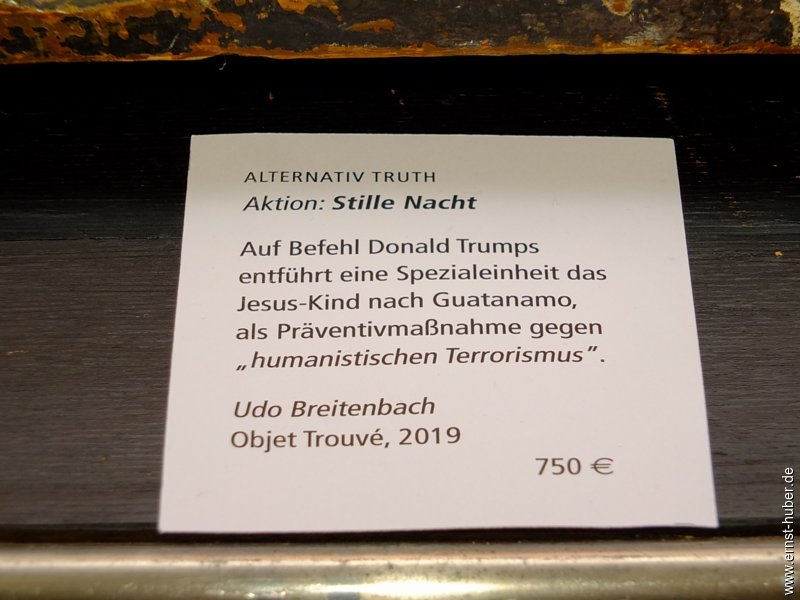 ALTERNATIV TRUTH
Aktion: Stille Nacht
Auf Befehl Donald Trumps
entführt eine Spezialeinheit das
Jesus-Kind nach Guatanamo,
als Präventivmaßnahme gegen
„humanistischen Terrorismus”.
Udo Breitenbach
Objet Trouvé, 2019
750 €
www.ernst-huber.de